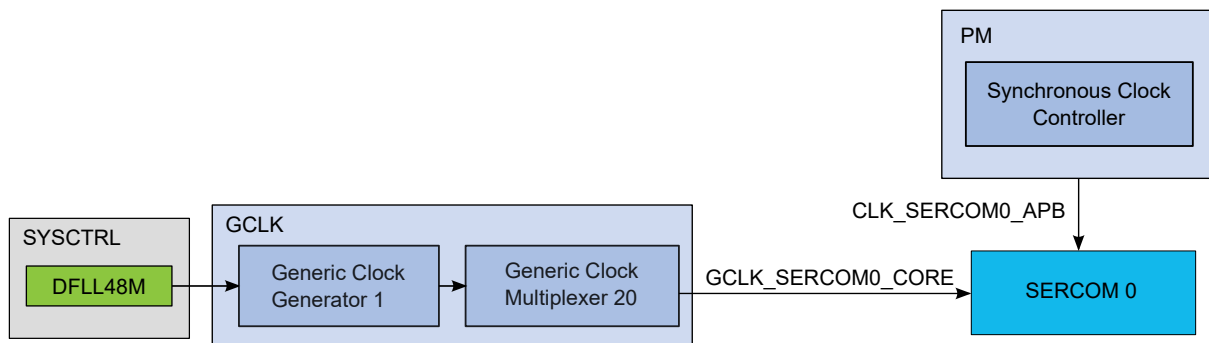 PM
Synchronous Clock
Controller
CLK_SERCOM0_APB
SYSCTRL
DFLL48M
GCLK
Generic Clock
Generator 1
Generic Clock
Multiplexer 20
GCLK_SERCOM0_CORE
SERCOM 0